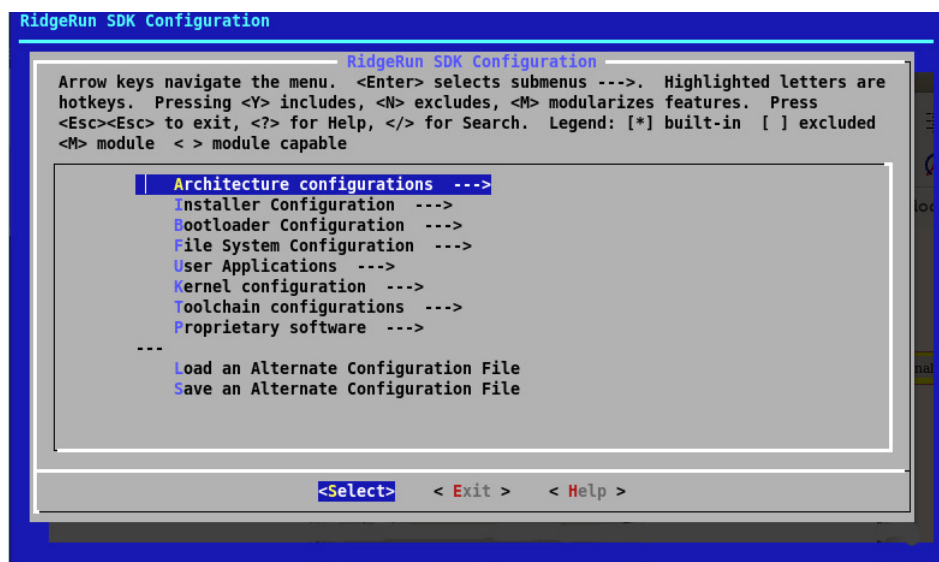 RidgeRun SDK Configuration
RidgeRun SDK Configuration
Arrow keys navigate the menu.  <Enter> selects submenus --->.  Highlighted letters are
hotkeys.  Pressing <Y> includes, <N> excludes, <M> modularizes features.  Press
<Esc><Esc> to exit, <?> for Help, </> for Search.  Legend: [*] built-in  [ ] excluded
<M> module  < > module capable
Architecture configurations  --->
Installer Configuration  --->
Bootloader Configuration  --->
File System Configuration  --->
User Applications  --->
Kernel configuration  --->
Toolchain configurations  --->
Proprietary software  --->
---
Load an Alternate Configuration File
Save an Alternate Configuration File
<Select>    < Exit >    < Help >